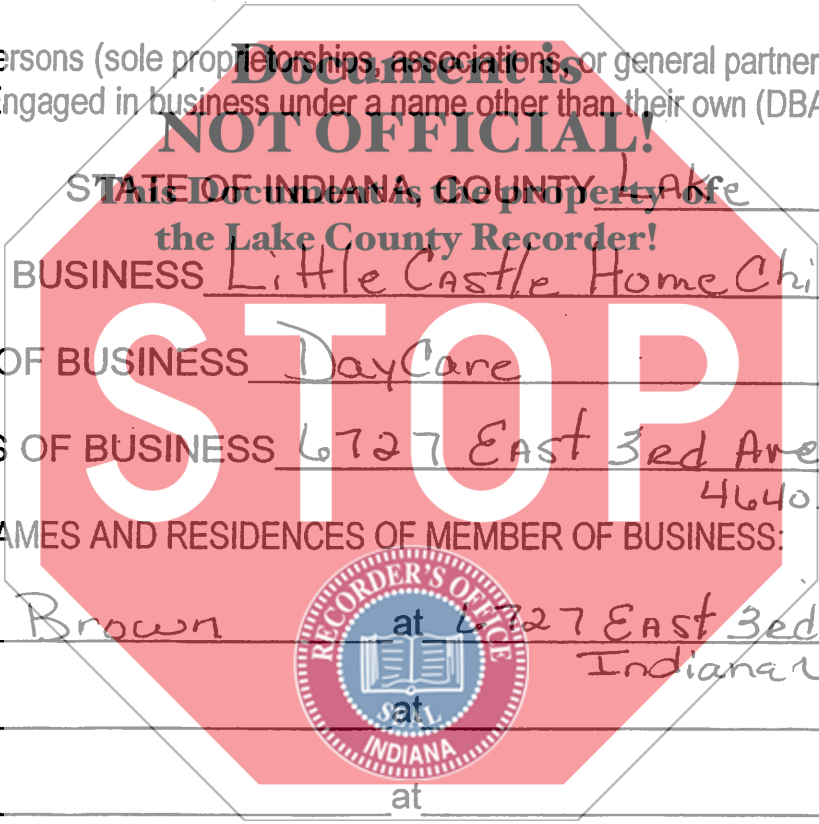 ersons (sole proprietorships, associations, or general partner
Document is
ngaged in business under a name other than their own (DBA
NOT OFFICIAL!
STATE OF INDIANA, COUNTY Lake
This Document is the property of
the Lake County Recorder!
BUSINESS Little Castle Home Chi
STOP
OF BUSINESS DayCare
S OF BUSINESS 6727 East 3ed Ave
4640
AMES AND RESIDENCES OF MEMBER OF BUSINESS:
RECORDER'S OFFICE
Brown at 6727 East 3ed
Indiana
SEAL
at
INDIANA
at